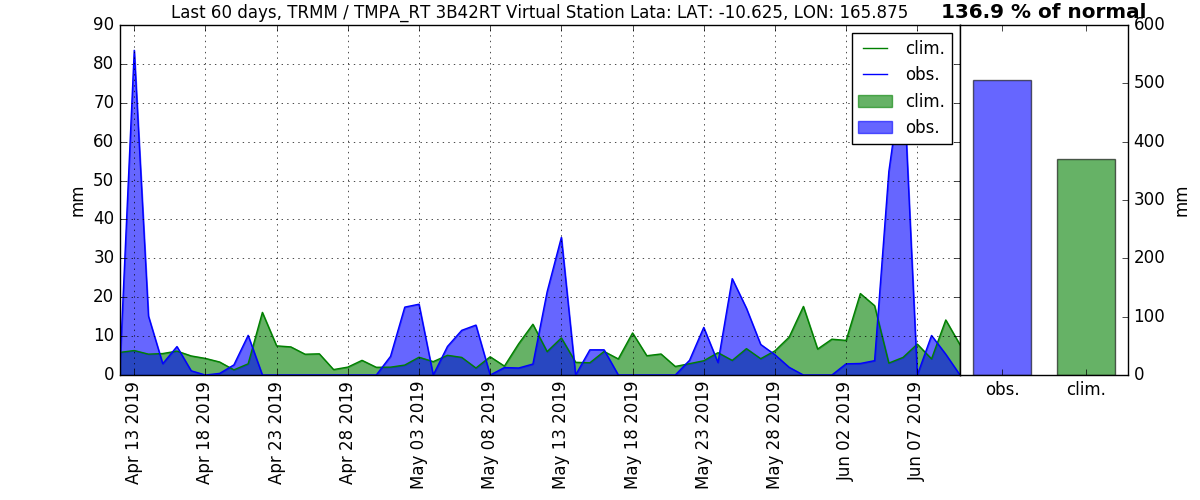 Last 60 days, TRMM / TMPA_RT 3B42RT Virtual Station Lata: LAT: -10.625, LON: 165.875
136.9 % of normal
90
80
70
60
50
40
30
20
10
0
mm
clim.
obs.
clim.
obs.
600
500
400
300
200
100
0
mm
Apr 13 2019
Apr 18 2019
Apr 23 2019
Apr 28 2019
May 03 2019
May 08 2019
May 13 2019
May 18 2019
May 23 2019
May 28 2019
Jun 02 2019
Jun 07 2019
obs.
clim.